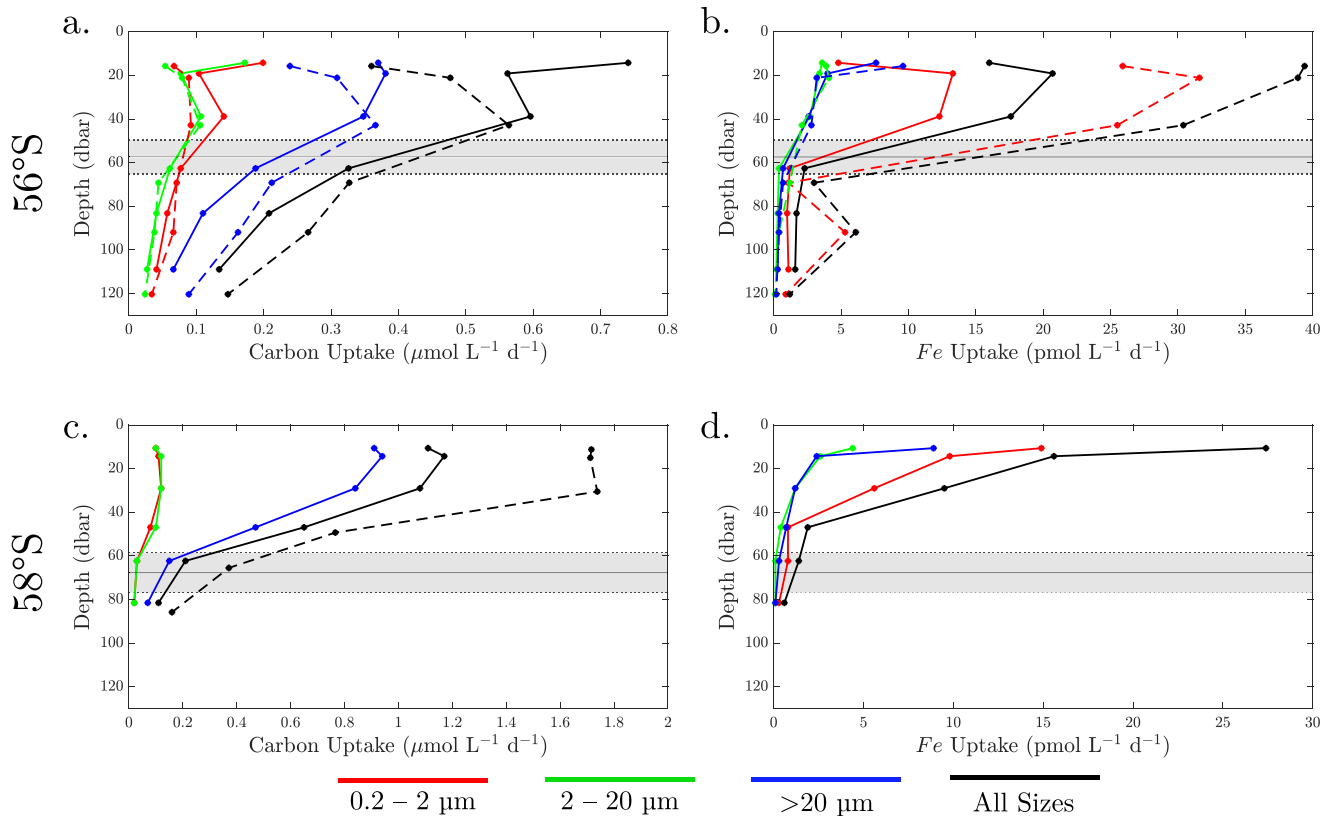 a.
0
20
40
60
80
100
120
Depth (dbar)
0 0.1 0.2 0.3 0.4 0.5 0.6 0.7 0.8
Carbon Uptake (μmol L⁻¹ d⁻¹)
b.
0
20
40
60
80
100
120
Depth (dbar)
0 5 10 15 20 25 30 35 40
Fe Uptake (pmol L⁻¹ d⁻¹)
56°S
c.
0
20
40
60
80
100
120
Depth (dbar)
0 0.2 0.4 0.6 0.8 1 1.2 1.4 1.6 1.8 2
Carbon Uptake (μmol L⁻¹ d⁻¹)
d.
0
20
40
60
80
100
120
Depth (dbar)
0 5 10 15 20 25 30
Fe Uptake (pmol L⁻¹ d⁻¹)
58°S
0.2 – 2 µm
2 – 20 µm
>20 µm
All Sizes